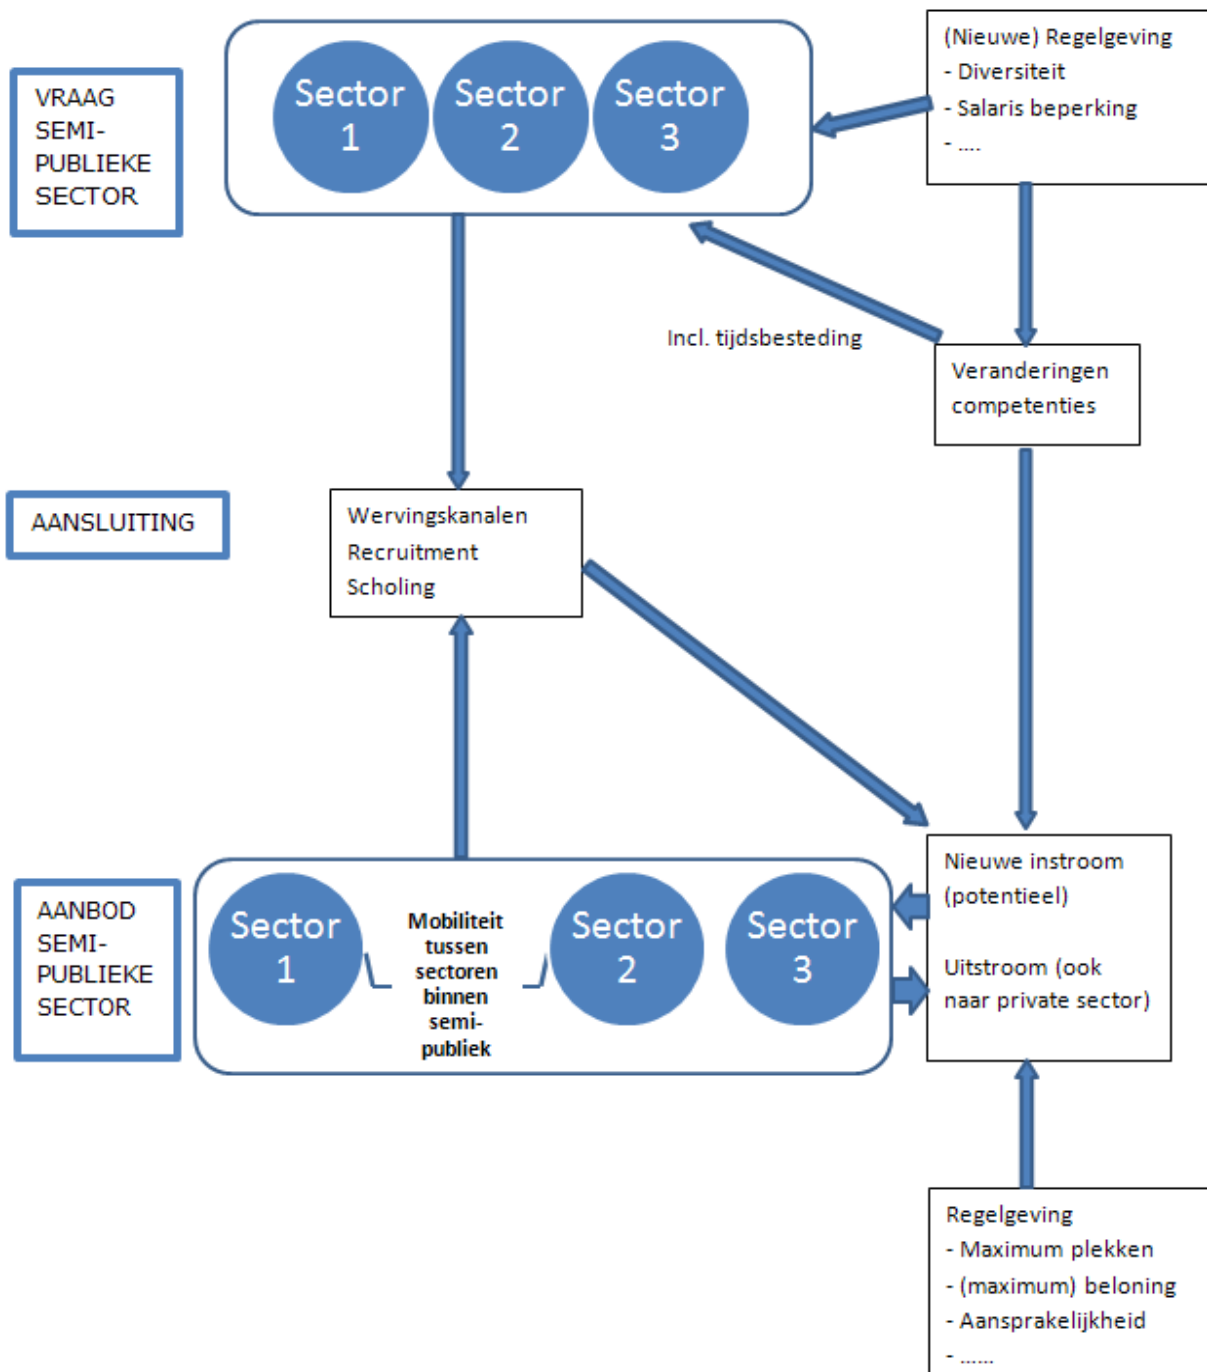 VRAAG
SEMI-
PUBLIEKE
SECTOR
Sector
1
Sector
2
Sector
3
(Nieuwe) Regelgeving
- Diversiteit
- Salaris beperking
- ....
Incl. tijdsbesteding
Veranderingen
competenties
AANSLUITING
Wervingskanalen
Recruitment
Scholing
AANBOD
SEMI-
PUBLIEKE
SECTOR
Sector
1
Mobiliteit
tussen
sectoren
binnen
semi-
publiek
Sector
2
Sector
3
Nieuwe instroom
(potentieel)
Uitstroom (ook
naar private sector)
Regelgeving
- Maximum plekken
- (maximum) beloning
- Aansprakelijkheid
- ......